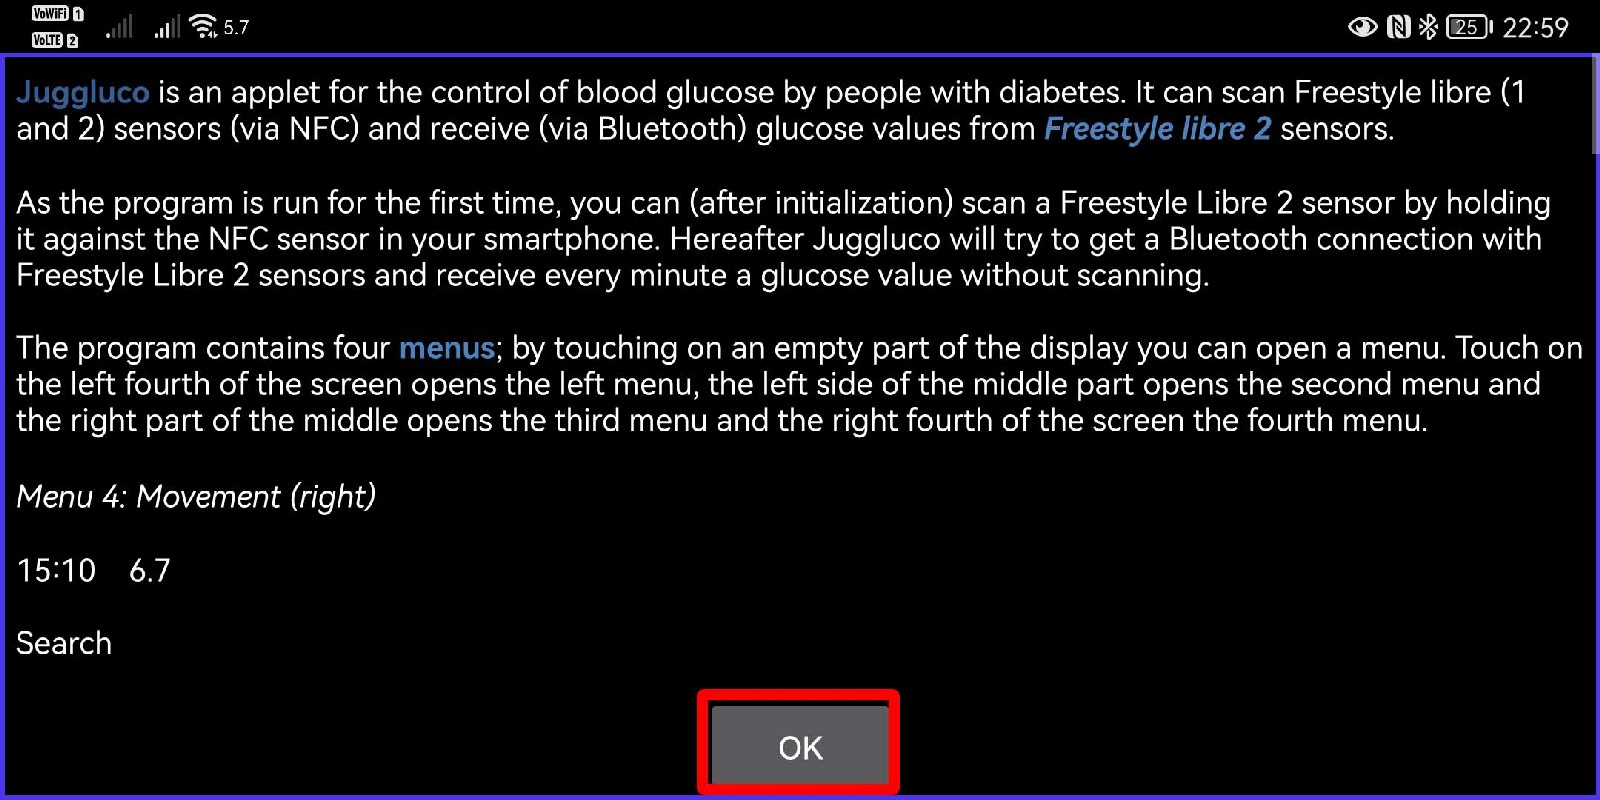 VoWiFi 1
VoLTE 2
5.7
25
22:59
Juggluco is an applet for the control of blood glucose by people with diabetes. It can scan Freestyle libre (1
and 2) sensors (via NFC) and receive (via Bluetooth) glucose values from Freestyle libre 2 sensors.
As the program is run for the first time, you can (after initialization) scan a Freestyle Libre 2 sensor by holding
it against the NFC sensor in your smartphone. Hereafter Juggluco will try to get a Bluetooth connection with
Freestyle Libre 2 sensors and receive every minute a glucose value without scanning.
The program contains four menus; by touching on an empty part of the display you can open a menu. Touch on
the left fourth of the screen opens the left menu, the left side of the middle part opens the second menu and
the right part of the middle opens the third menu and the right fourth of the screen the fourth menu.
Menu 4: Movement (right)
15:10 6.7
Search
OK